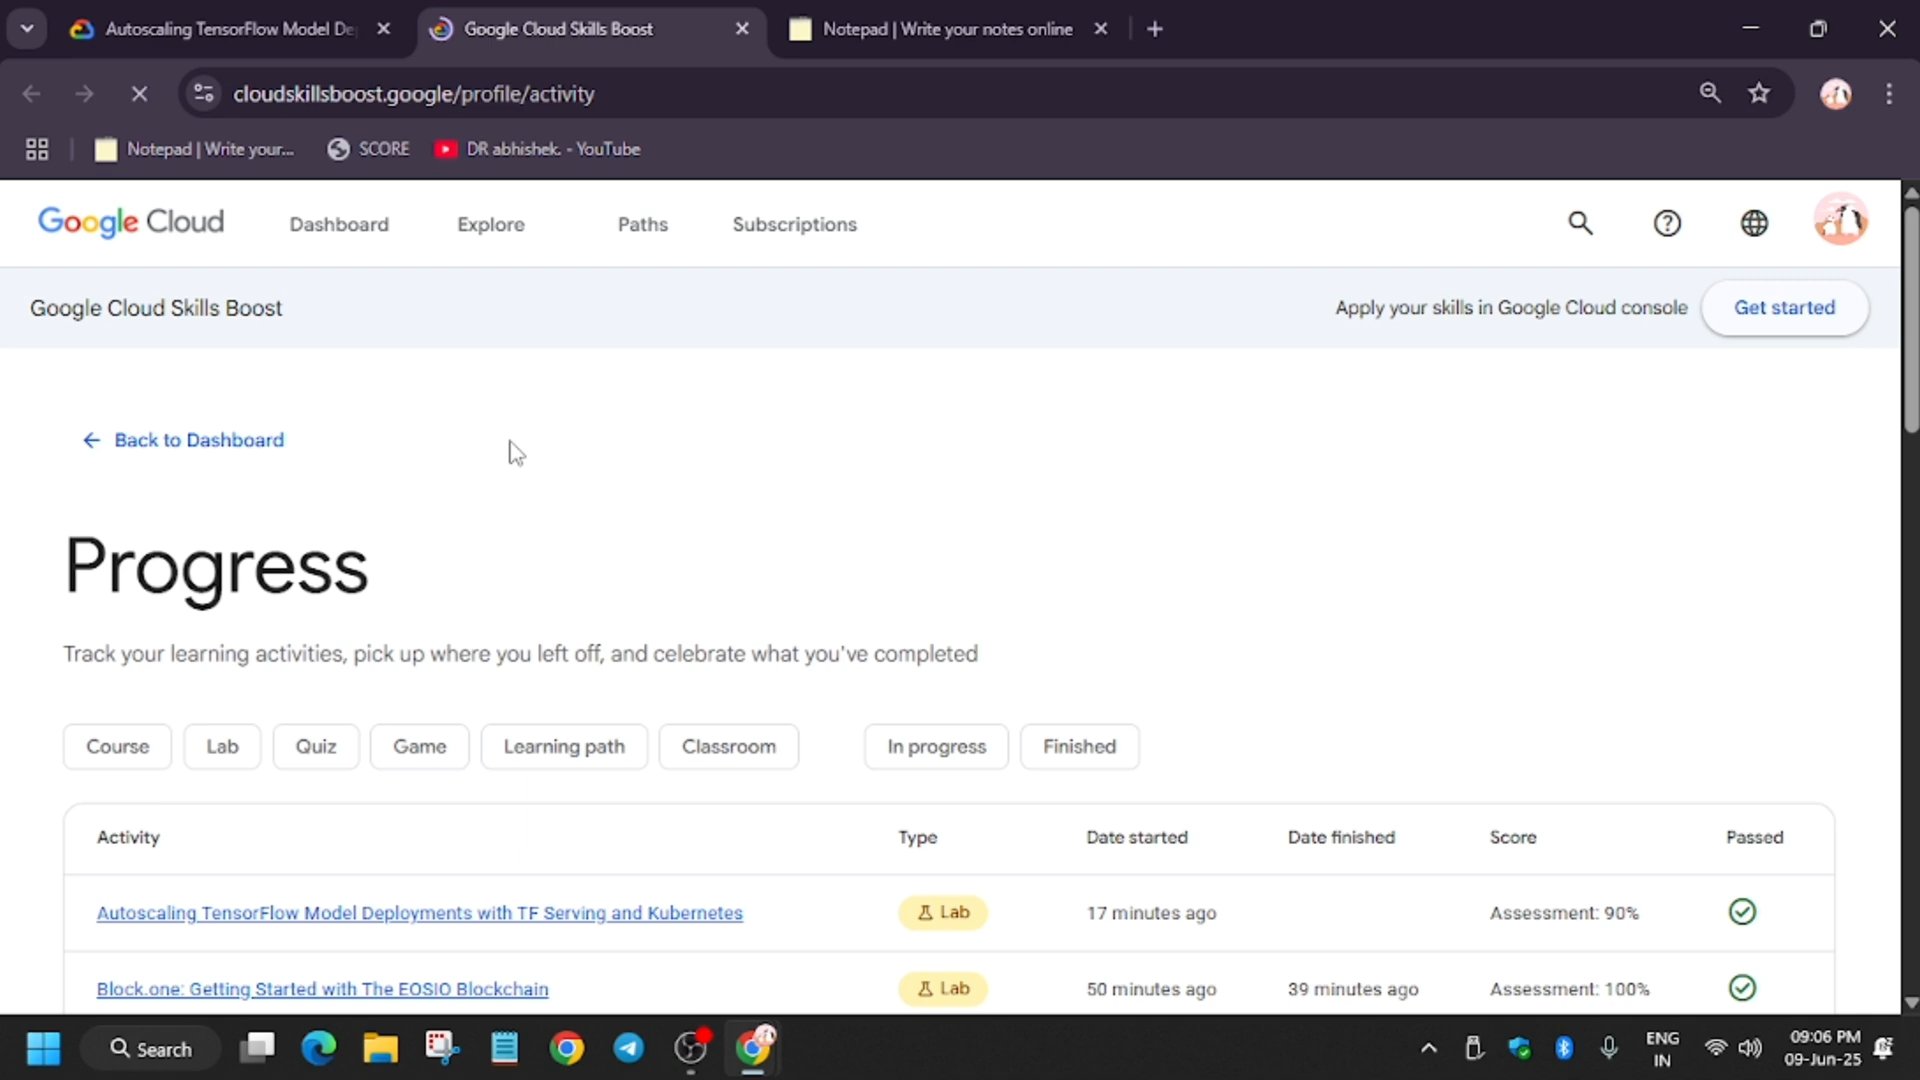 Autoscaling TensorFlow Model De
Google Cloud Skills Boost
Notepad | Write your notes online
cloudskillsboost.google/profile/activity
Notepad | Write your...
SCORE
DR abhishek. - YouTube
Google Cloud
Dashboard
Explore
Paths
Subscriptions
Google Cloud Skills Boost
Apply your skills in Google Cloud console
Get started
Back to Dashboard
Progress
Track your learning activities, pick up where you left off, and celebrate what you've completed
Course
Lab
Quiz
Game
Learning path
Classroom
In progress
Finished
Activity
Type
Date started
Date finished
Score
Passed
Autoscaling TensorFlow Model Deployments with TF Serving and Kubernetes
Lab
17 minutes ago
Assessment: 90%
Block.one: Getting Started with The EOSIO Blockchain
Lab
50 minutes ago
39 minutes ago
Assessment: 100%
Search
ENG
IN
09:06 PM
09-Jun-25